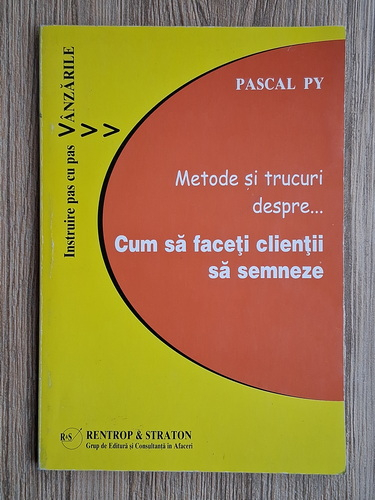 PASCAL PY
Instruire pas cu pas VÂNZĂRILE
Metode și trucuri
despre...
Cum să faceți clienții
să semneze
R&S
RENTROP & STRATON
Grup de Editură și Consultanță în Afaceri